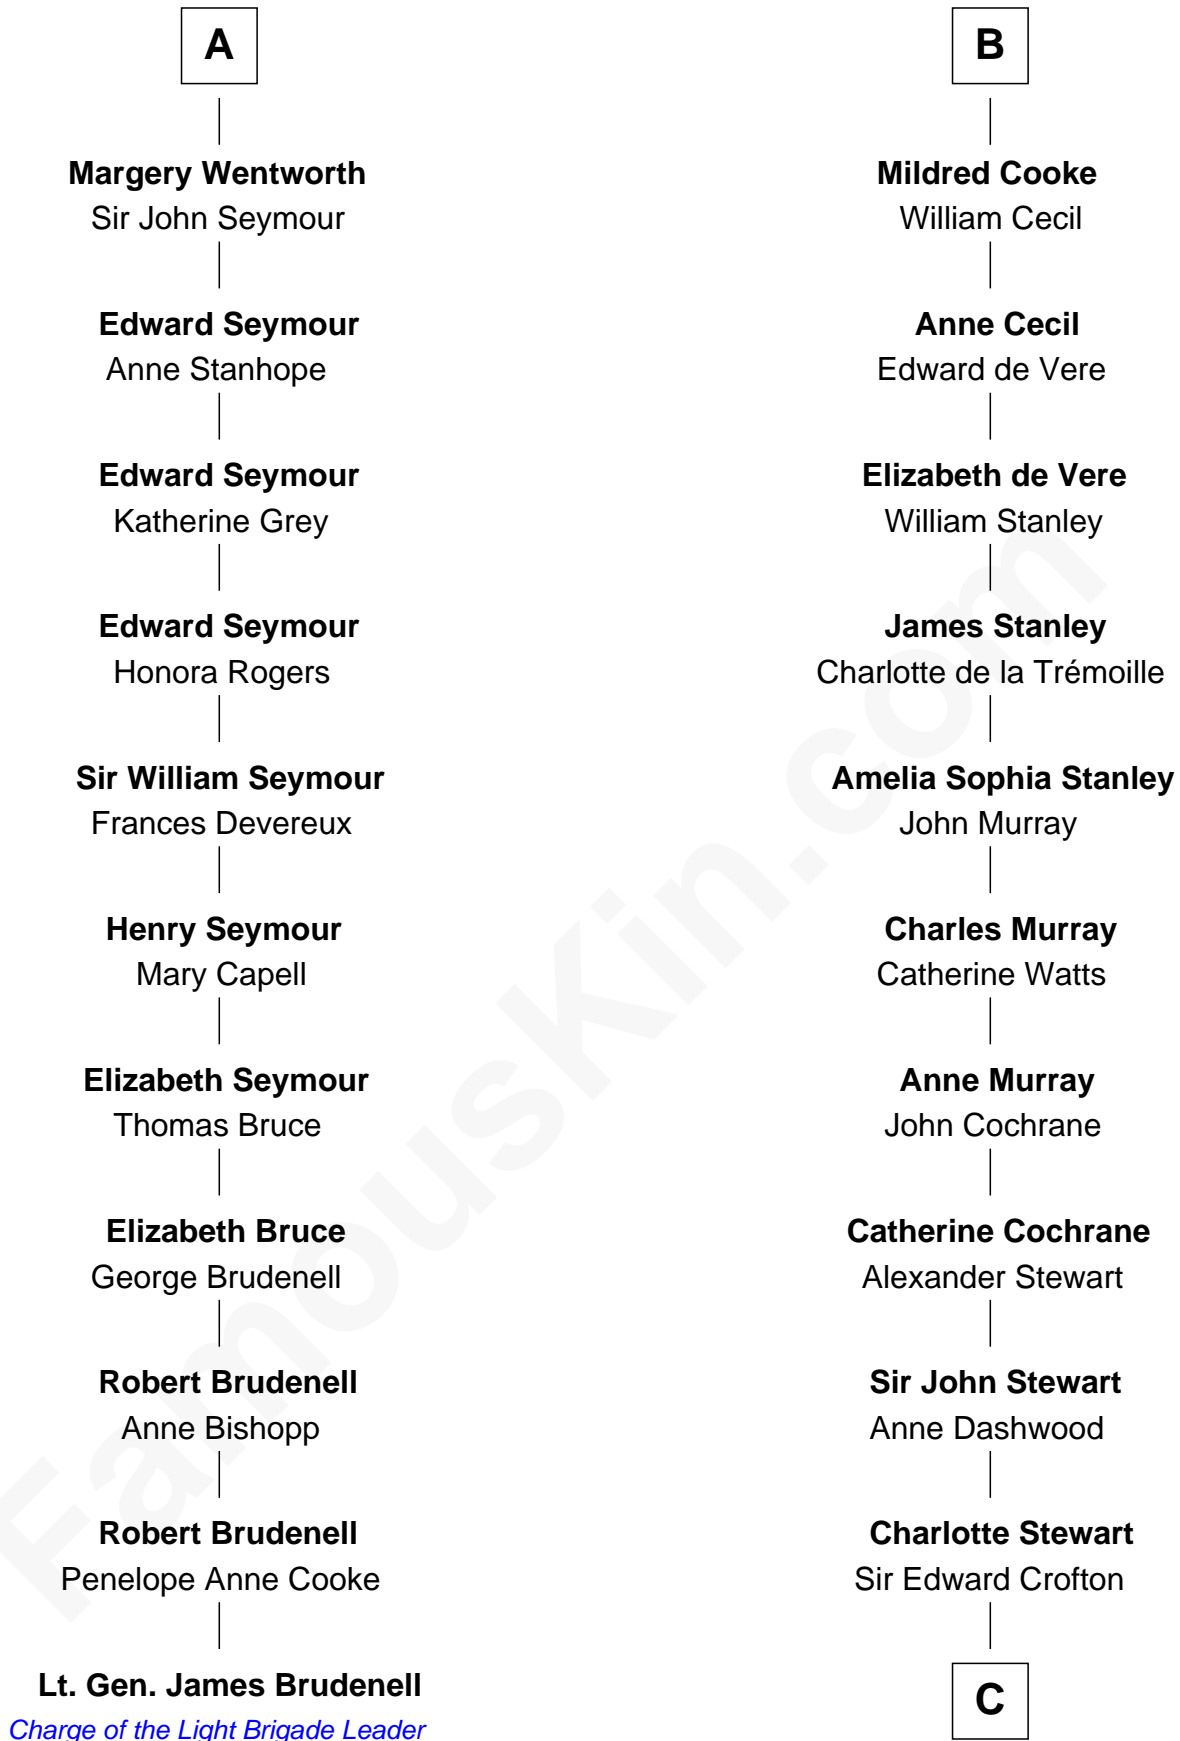 A
Margery Wentworth
Sir John Seymour
Edward Seymour
Anne Stanhope
Edward Seymour
Katherine Grey
Edward Seymour
Honora Rogers
Sir William Seymour
Frances Devereux
Henry Seymour
Mary Capell
Elizabeth Seymour
Thomas Bruce
Elizabeth Bruce
George Brudenell
Robert Brudenell
Anne Bishopp
Robert Brudenell
Penelope Anne Cooke
Lt. Gen. James Brudenell
Charge of the Light Brigade Leader
B
Mildred Cooke
William Cecil
Anne Cecil
Edward de Vere
Elizabeth de Vere
William Stanley
James Stanley
Charlotte de la Trémoille
Amelia Sophia Stanley
John Murray
Charles Murray
Catherine Watts
Anne Murray
John Cochrane
Catherine Cochrane
Alexander Stewart
Sir John Stewart
Anne Dashwood
Charlotte Stewart
Sir Edward Crofton
C
FamousKin.com